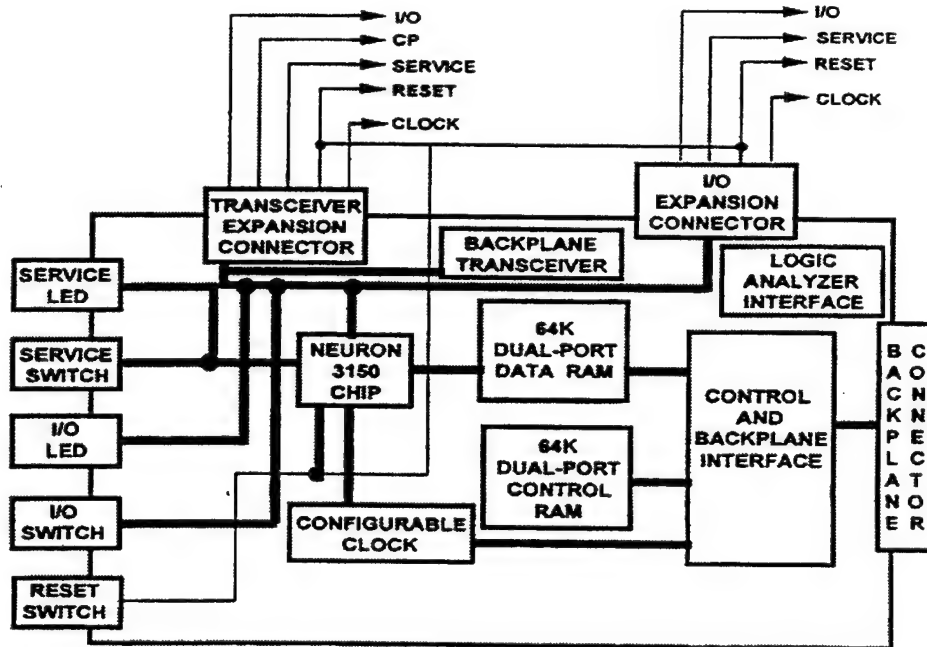 I/O
CP
SERVICE
RESET
CLOCK
I/O
SERVICE
RESET
CLOCK
TRANSCEIVER
EXPANSION
CONNECTOR
I/O
EXPANSION
CONNECTOR
BACKPLANE
TRANSCEIVER
LOGIC
ANALYZER
INTERFACE
SERVICE
LED
SERVICE
SWITCH
I/O
LED
I/O
SWITCH
RESET
SWITCH
NEURON
3150
CHIP
64K
DUAL-PORT
DATA RAM
64K
DUAL-PORT
CONTROL
RAM
CONFIGURABLE
CLOCK
CONTROL
AND
BACKPLANE
INTERFACE
BACKPLANE
CONNECTOR